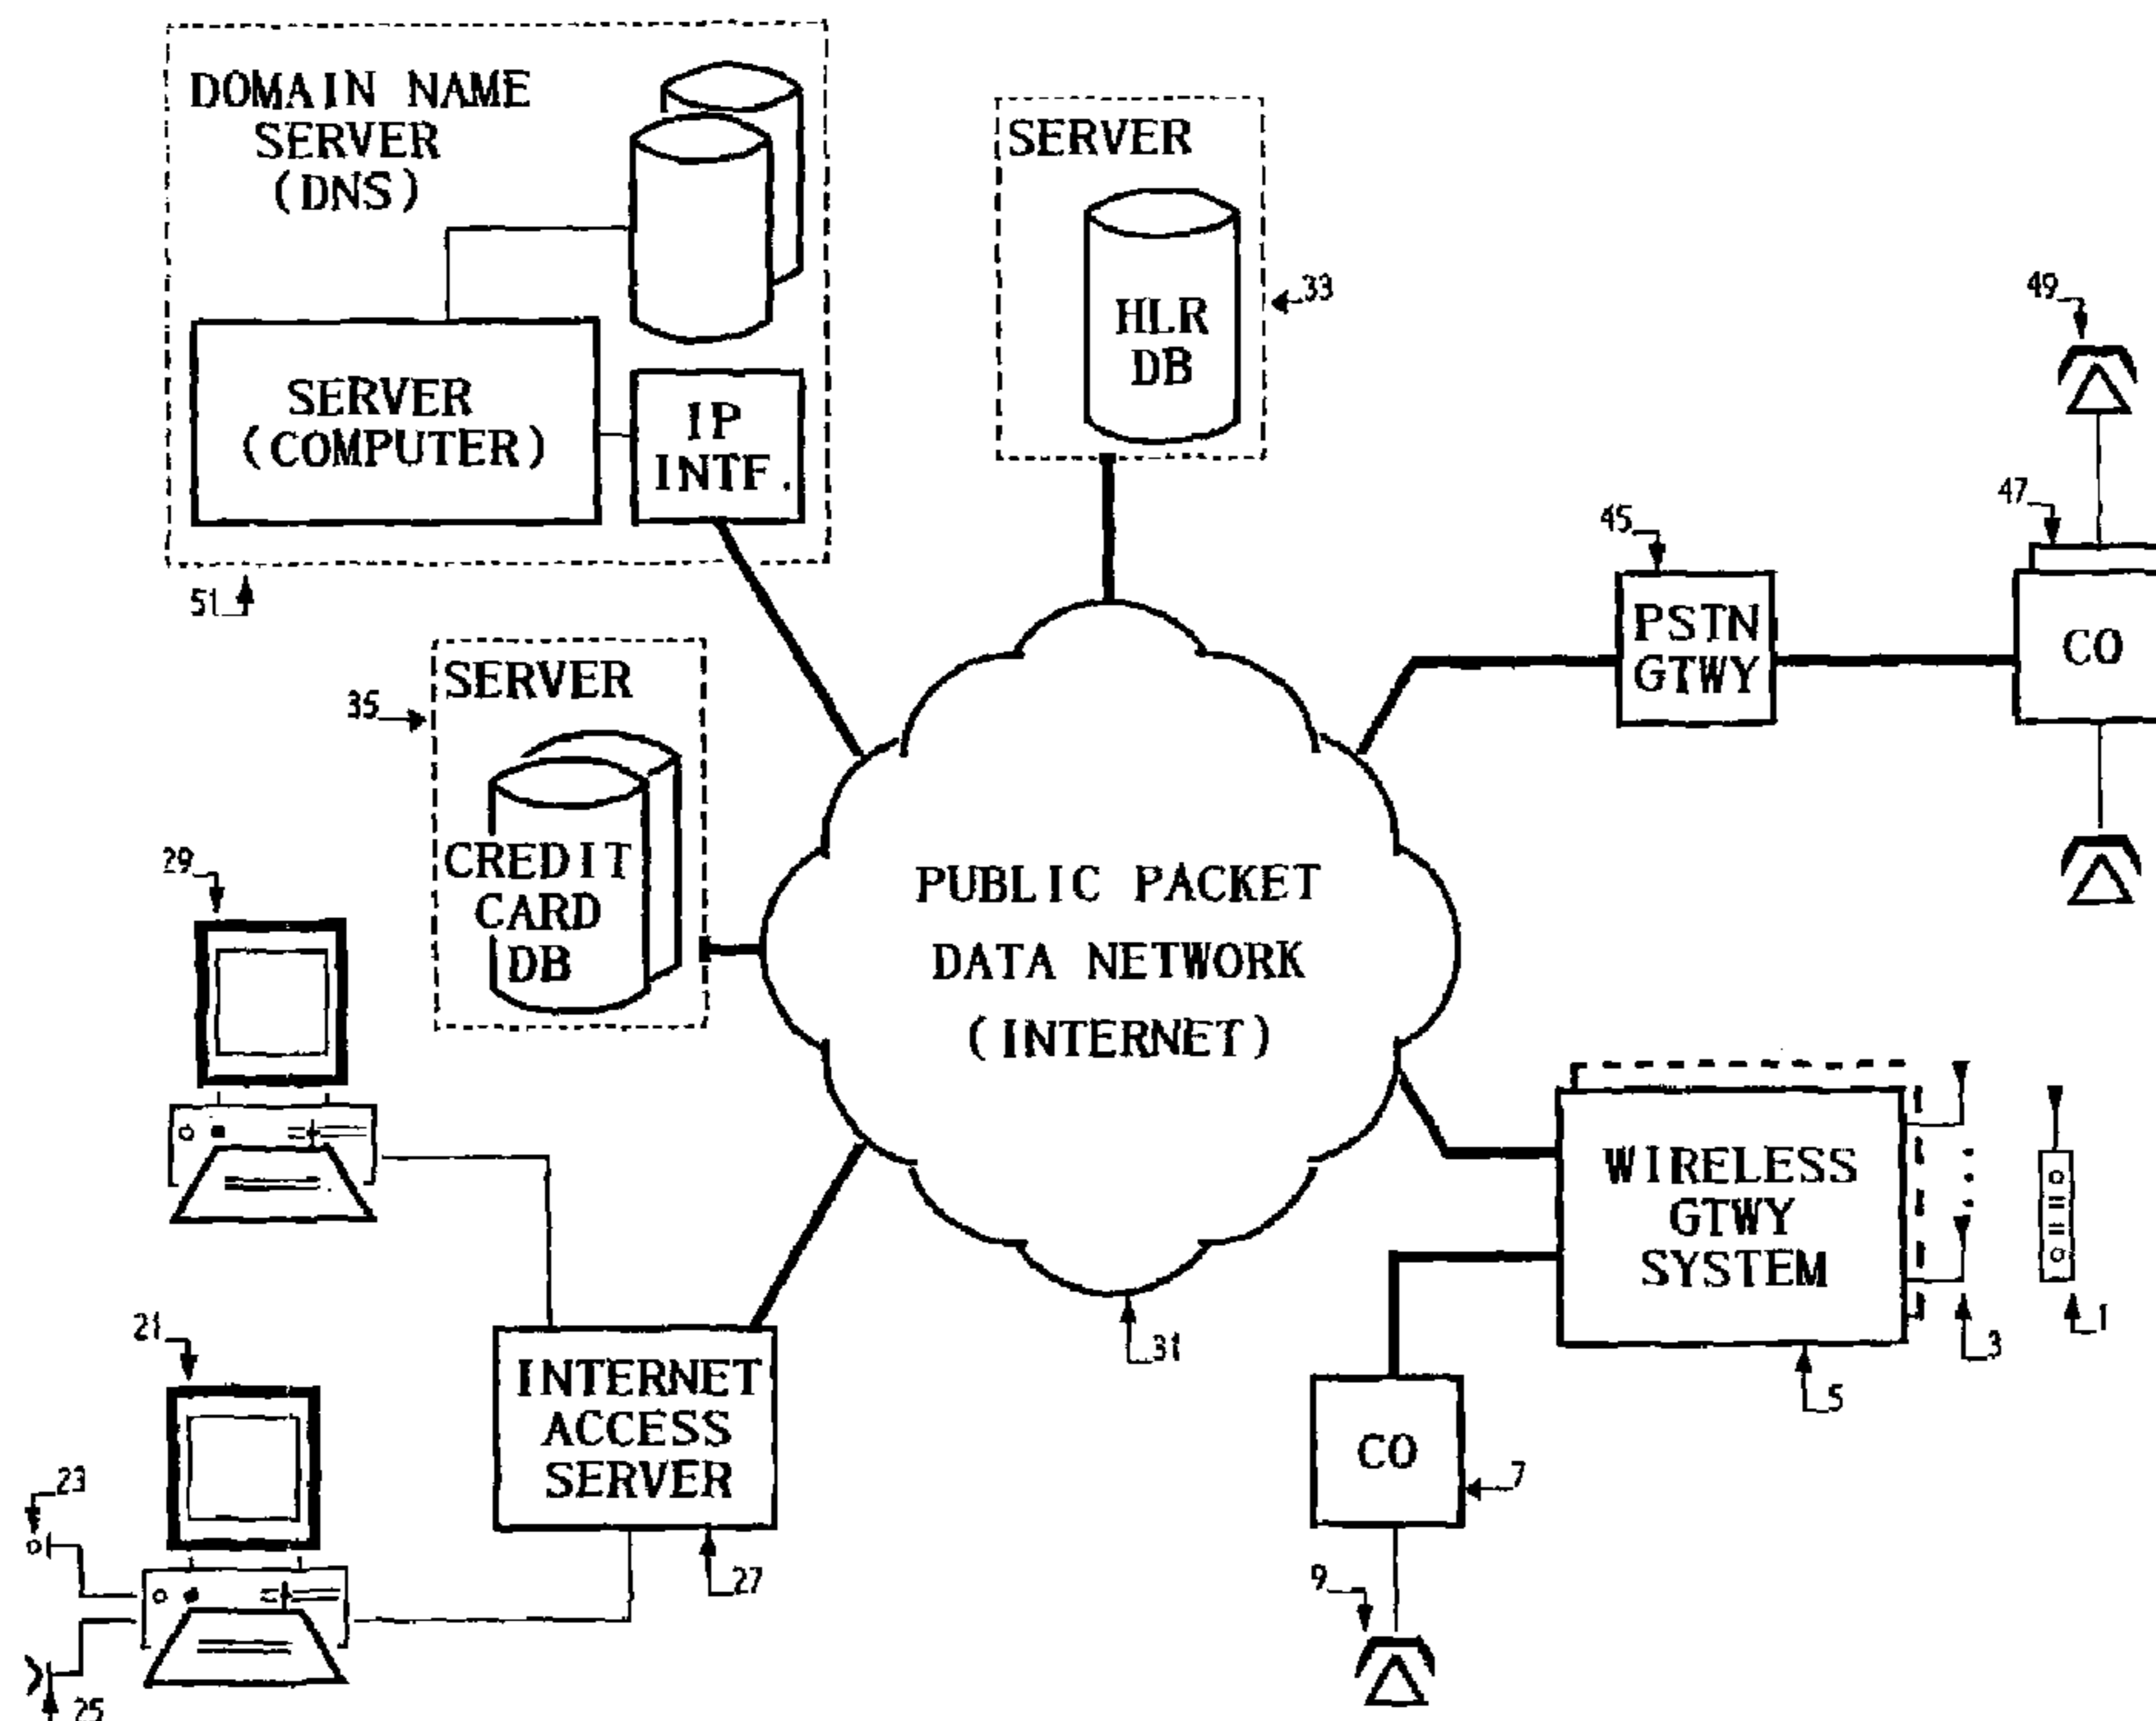 DOMAIN NAME
SERVER
(DNS)
SERVER
(COMPUTER)
IP
INTF.
51
SERVER
HLR
DB
33
49
47
45
PSTN
GTWY
CO
SERVER
35
CREDIT
CARD
DB
PUBLIC PACKET
DATA NETWORK
(INTERNET)
31
29
21
23
25
INTERNET
ACCESS
SERVER
27
WIRELESS
GTWY
SYSTEM
1
3
5
CO
7
9